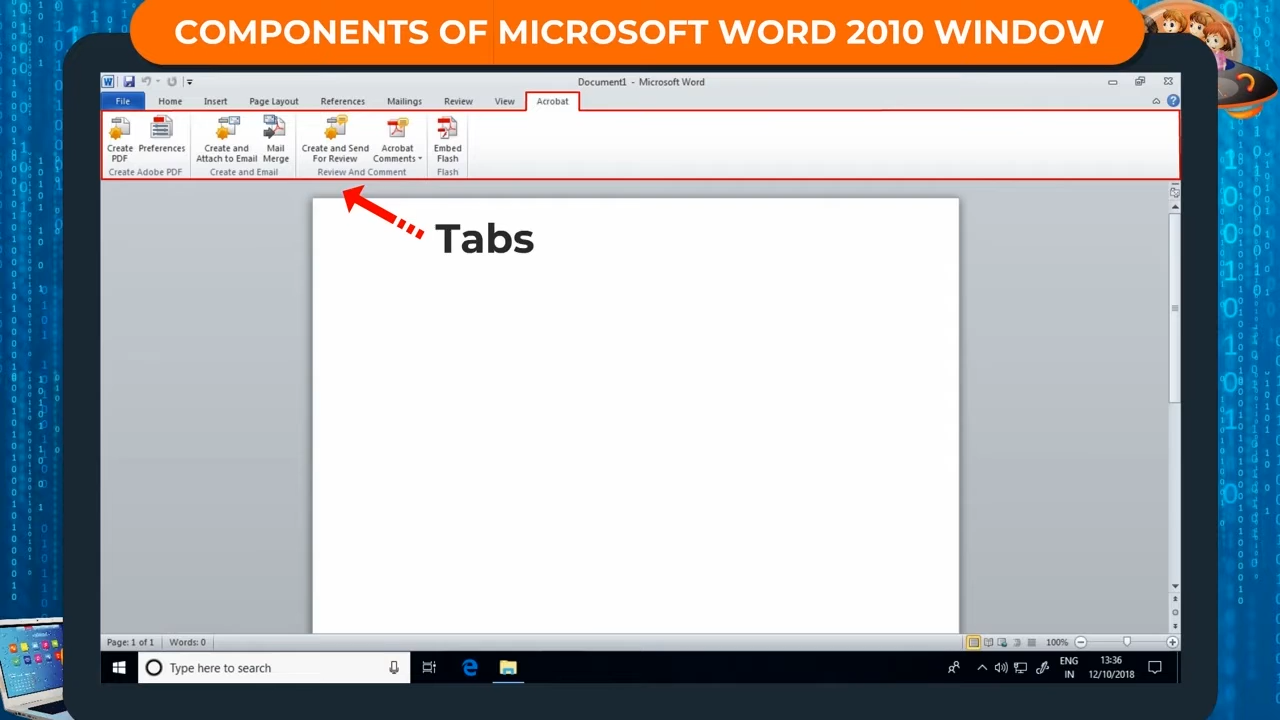 COMPONENTS OF MICROSOFT WORD 2010 WINDOW
Document1 - Microsoft Word
File Home Insert Page Layout References Mailings Review View Acrobat
Create PDF
Preferences
Create and Attach to Email
Mail Merge
Create and Send For Review
Acrobat Comments
Embed Flash
Create Adobe PDF
Create and Email
Review And Comment
Flash
Tabs
Page: 1 of 1
Words: 0
100%
Type here to search
ENG
IN
13:36
12/10/2018